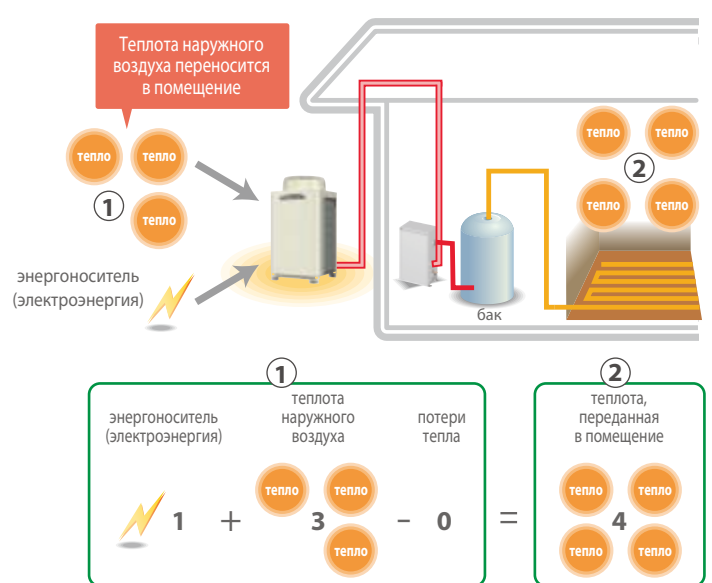 Теплота наружного
воздуха переносится
в помещение
тепло
тепло
тепло
1
энергоноситель
(электроэнергия)
бак
тепло
тепло
2
тепло
тепло
1
энергоноситель
(электроэнергия)
теплота
наружного
воздуха
потери
тепла
1
+
тепло
тепло
3
тепло
-
0
=
2
теплота,
переданная
в помещение
тепло
тепло
4
тепло
тепло